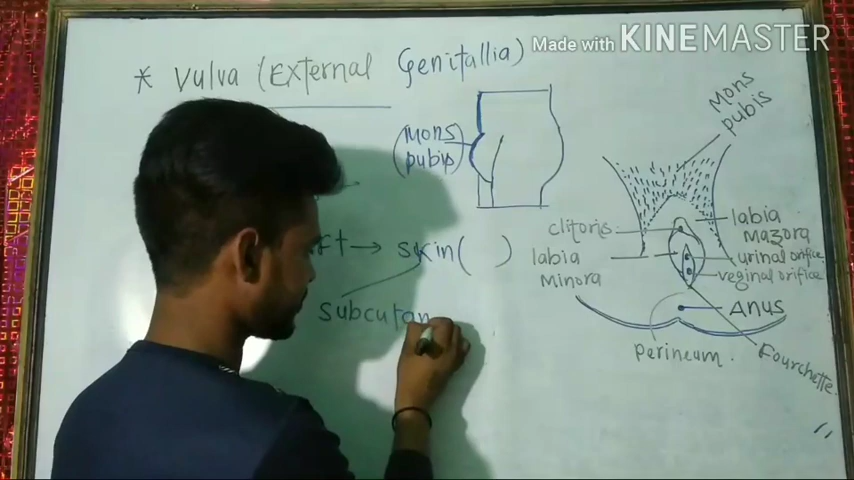 Made with KINEMASTER
* Vulva (External Genitallia)
(Mons
pubis)
Mons
pubis
ft → skin( )
subcutan
clitoris
labia
Minora
labia
Mazora
urinal orifice
veginal orifice
Anus
perineum.
Fourchette